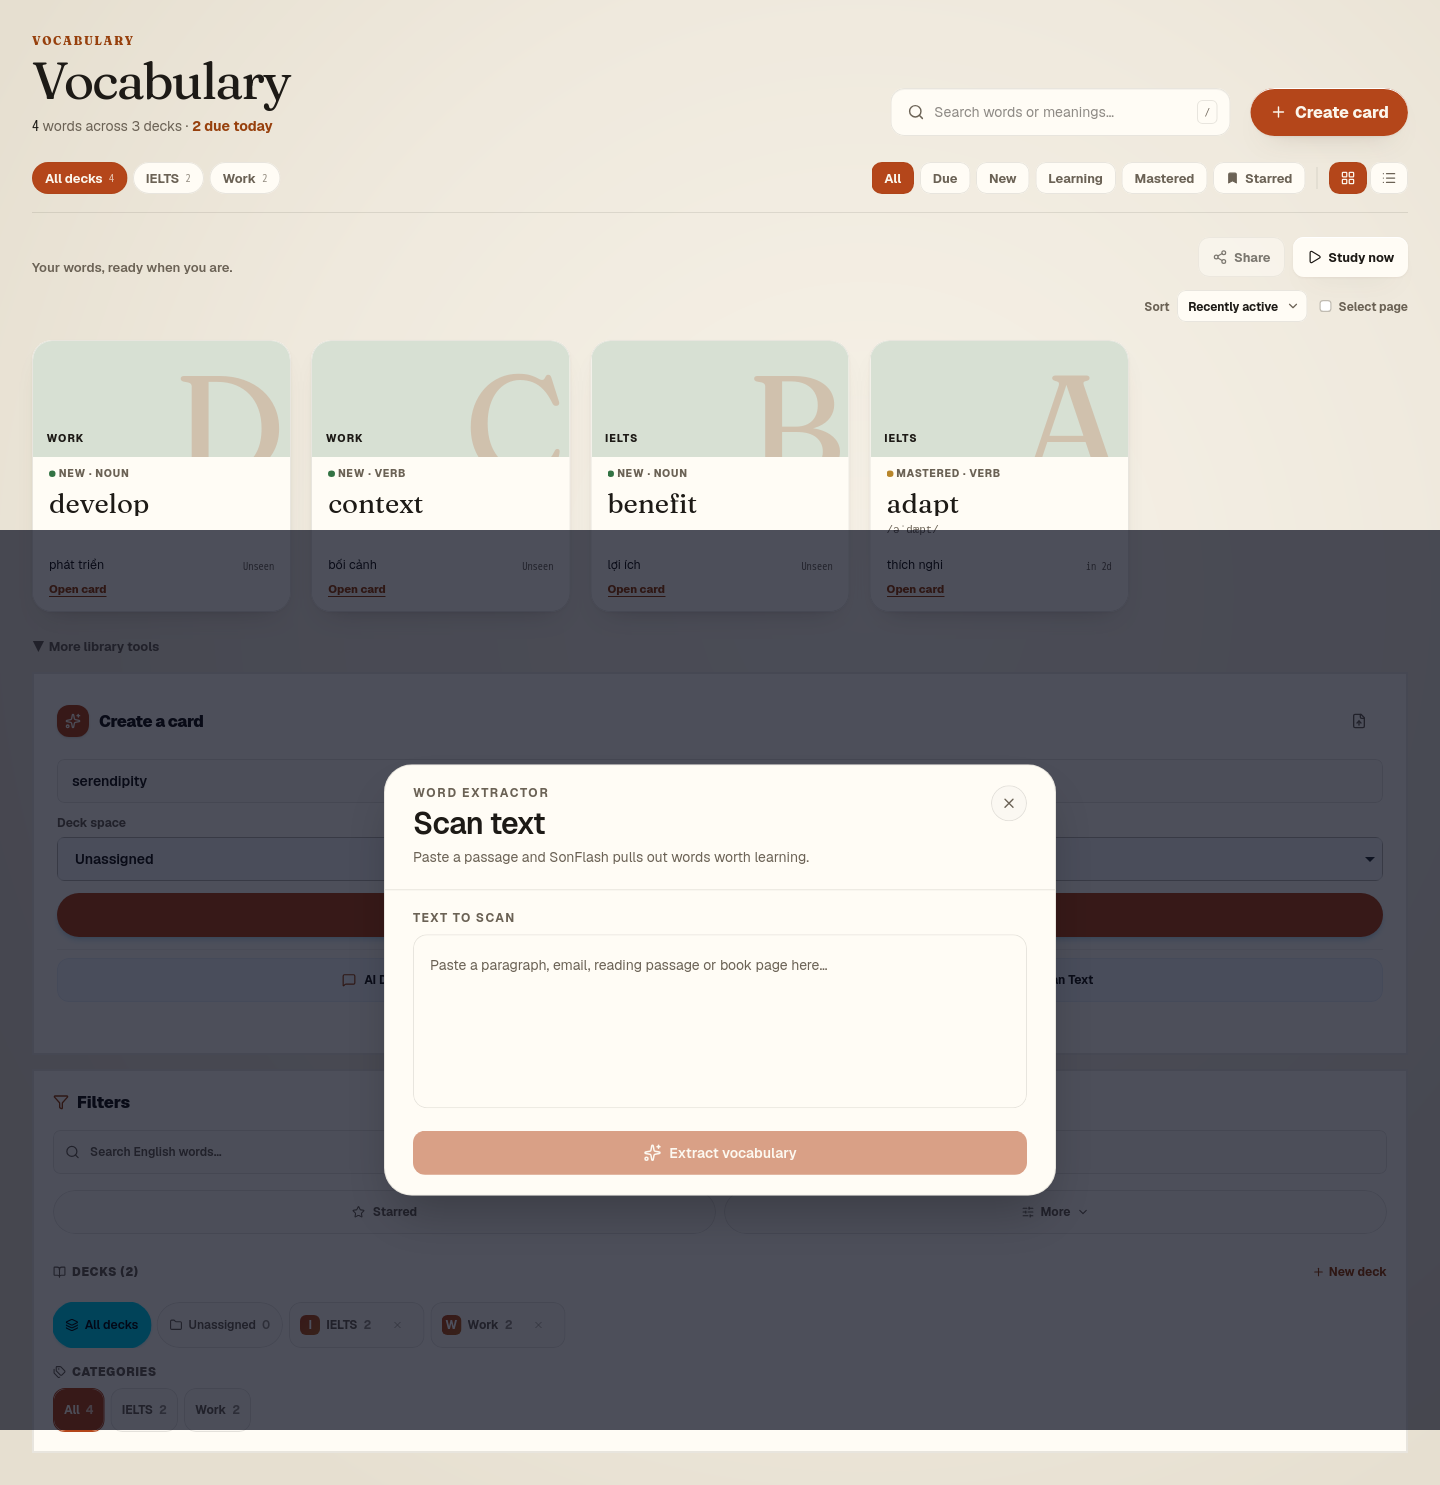 VOCABULARY
Vocabulary
4 words across 3 decks · 2 due today
Search words or meanings... /
+ Create card
All decks 4 IELTS 2 Work 2
All Due New Learning Mastered Starred
Your words, ready when you are.
Share Study now
Sort Recently active Select page
D C B A
WORK WORK IELTS IELTS
NEW · NOUN NEW · VERB NEW · NOUN MASTERED · VERB
develop context benefit adapt
/əˈdæpt/
phát triển Unseen bối cảnh Unseen lợi ích Unseen thích nghi in 2d
Open card Open card Open card Open card
▼ More library tools
Create a card
serendipity
Deck space
Unassigned
AI D
an Text
WORD EXTRACTOR
Scan text
Paste a passage and SonFlash pulls out words worth learning.
TEXT TO SCAN
Paste a paragraph, email, reading passage or book page here...
Extract vocabulary
Filters
Search English words...
Starred More
DECKS (2) + New deck
All decks Unassigned 0 I IELTS 2 × W Work 2 ×
CATEGORIES
All 4 IELTS 2 Work 2